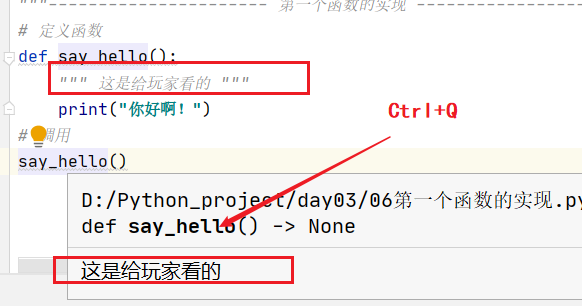 """---------------------- 第一个函数的实现 ----------------------
# 定义函数
def say_hello():
""" 这是给玩家看的 """
print("你好啊！")
Ctrl+Q
# 调用
say_hello()
D:/Python_project/day03/06第一个函数的实现.py
def say_hello() -> None
这是给玩家看的